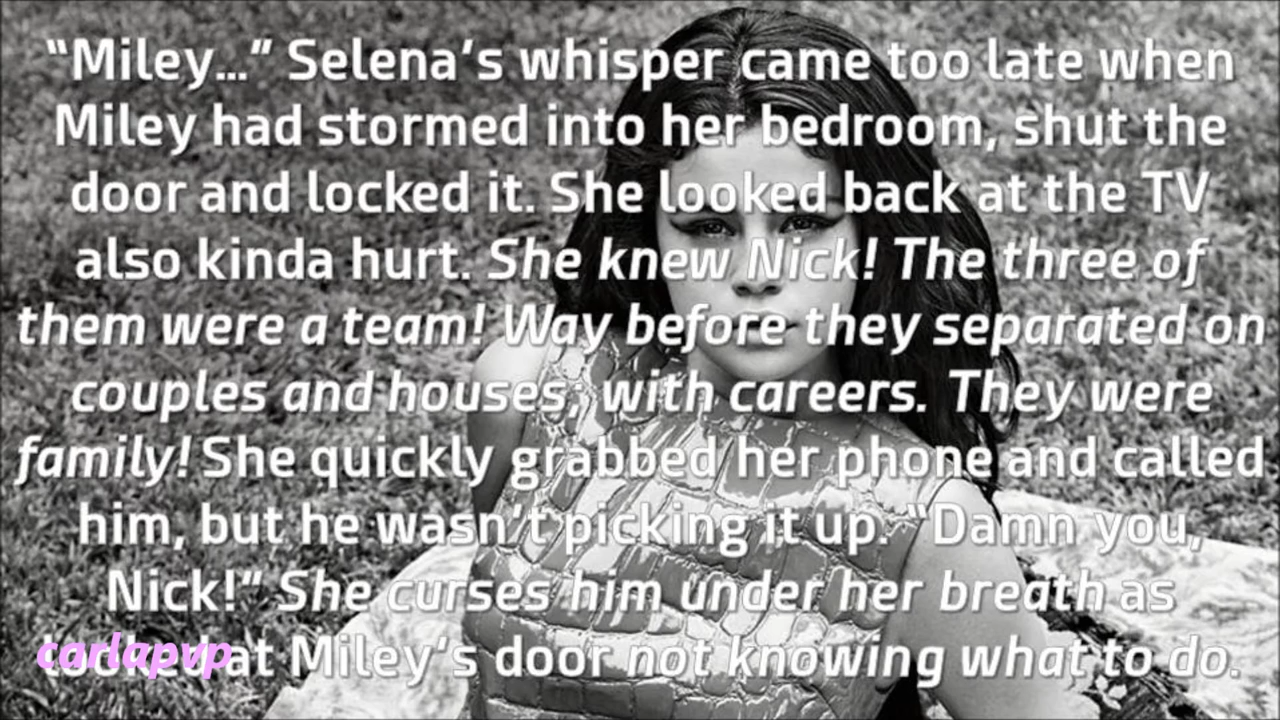 “Miley...” Selena‘s whisper came too late when
Miley had stormed into her bedroom, shut the
door and locked it. She looked back at the TV
also kinda hurt. She knew Nick! The three of
them were a team! Way before they separated on
couples and houses; with careers. They were
family! She quickly grabbed her phone and called
him, but he wasn‘t picking it up. “Damn you,
Nick!” She curses him under her breath as
looked at Miley‘s door not knowing what to do.
carlapvp